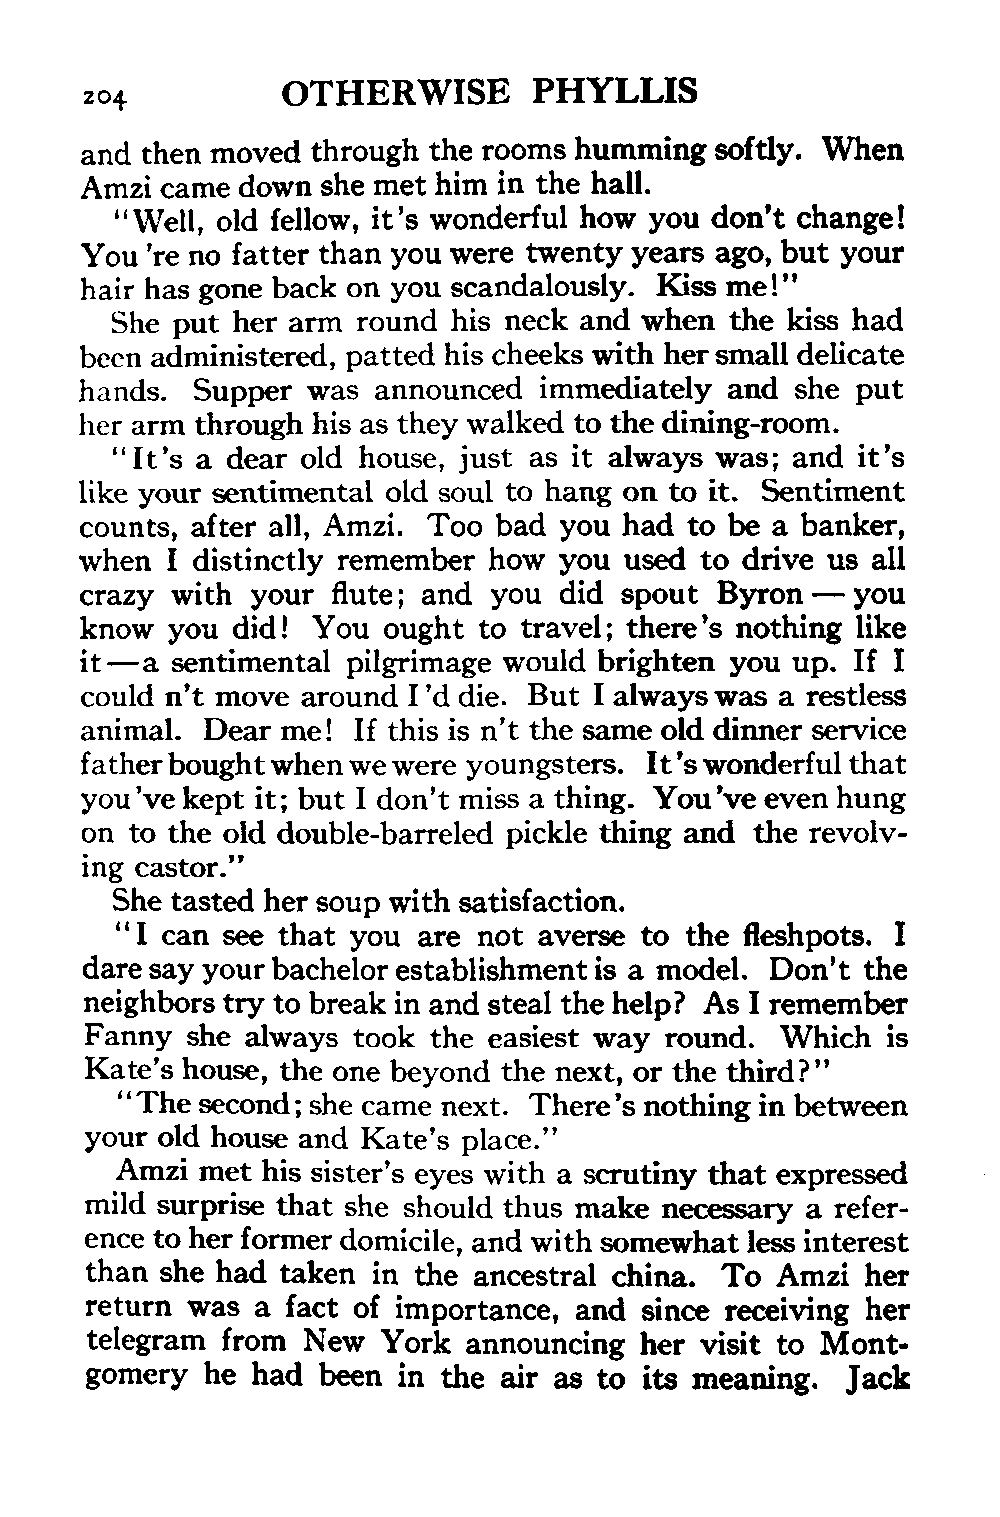 204 OTHERWISE PHYLLIS
and then moved through the rooms humming softly. When
Amzi came down she met him in the hall.
"Well, old fellow, it's wonderful how you don't change!
You 're no fatter than you were twenty years ago, but your
hair has gone back on you scandalously. Kiss me!"
She put her arm round his neck and when the kiss had
been administered, patted his cheeks with her small delicate
hands. Supper was announced immediately and she put
her arm through his as they walked to the dining-room.
"It's a dear old house, just as it always was; and it's
like your sentimental old soul to hang on to it. Sentiment
counts, after all, Amzi. Too bad you had to be a banker,
when I distinctly remember how you used to drive us all
crazy with your flute; and you did spout Byron — you
know you did! You ought to travel; there's nothing like
it — a sentimental pilgrimage would brighten you up. If I
could n't move around I 'd die. But I always was a restless
animal. Dear me! If this is n't the same old dinner service
father bought when we were youngsters. It's wonderful that
you 've kept it; but I don't miss a thing. You 've even hung
on to the old double-barreled pickle thing and the revolv-
ing castor."
She tasted her soup with satisfaction.
"I can see that you are not averse to the fleshpots. I
dare say your bachelor establishment is a model. Don't the
neighbors try to break in and steal the help? As I remember
Fanny she always took the easiest way round. Which is
Kate's house, the one beyond the next, or the third?"
"The second; she came next. There's nothing in between
your old house and Kate's place."
Amzi met his sister's eyes with a scrutiny that expressed
mild surprise that she should thus make necessary a refer-
ence to her former domicile, and with somewhat less interest
than she had taken in the ancestral china. To Amzi her
return was a fact of importance, and since receiving her
telegram from New York announcing her visit to Mont-
gomery he had been in the air as to its meaning. Jack